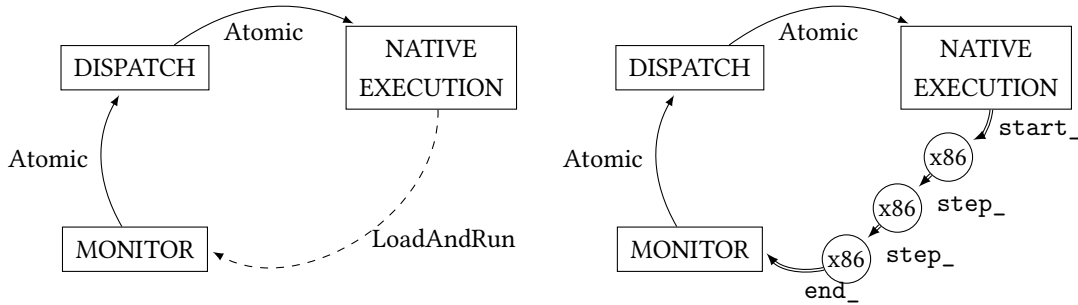 Atomic
NATIVE
EXECUTION
DISPATCH
Atomic
LoadAndRun
MONITOR
Atomic
NATIVE
EXECUTION
DISPATCH
start_
x86
Atomic
x86
step_
MONITOR
x86
step_
end_